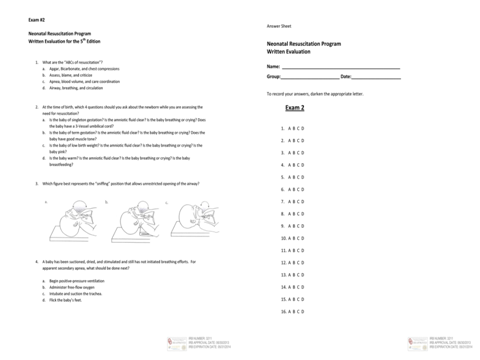 Exam #2
Neonatal Resuscitation Program
Written Evaluation for the 5th Edition
1. What are the "ABCs of resuscitation"?
a. Apgar, Bicarbonate, and chest compressions
b. Assess, blame, and criticize
c. Apnea, blood volume, and care coordination
d. Airway, breathing, and circulation
2. At the time of birth, which 4 questions should you ask about the newborn while you are assessing the
need for resuscitation?
a. Is the baby of singleton gestation? Is the amniotic fluid clear? Is the baby breathing or crying? Does
the baby have a 3-vessel umbilical cord?
b. Is the baby of term gestation? Is the amniotic fluid clear? Is the baby breathing or crying? Does the
baby have good muscle tone?
c. Is the baby of low birth weight? Is the amniotic fluid clear? Is the baby breathing or crying? Is the
baby pink?
d. Is the baby warm? Is the amniotic fluid clear? Is the baby breathing or crying? Is the baby
breastfeeding?
3. Which figure best represents the "sniffing" position that allows unrestricted opening of the airway?
a. b. c.
4. A baby has been suctioned, dried, and stimulated and still has not initiated breathing efforts. For
apparent secondary apnea, what should be done next?
a. Begin positive-pressure ventilation
b. Administer free-flow oxygen
c. Intubate and suction the trachea
d. Flick the baby's feet
Answer Sheet
Neonatal Resuscitation Program
Written Evaluation
Name:
Group: Date:
To record your answers, darken the appropriate letter.
Exam 2
1. A B C D
2. A B C D
3. A B C D
4. A B C D
5. A B C D
6. A B C D
7. A B C D
8. A B C D
9. A B C D
10. A B C D
11. A B C D
12. A B C D
13. A B C D
14. A B C D
15. A B C D
16. A B C D